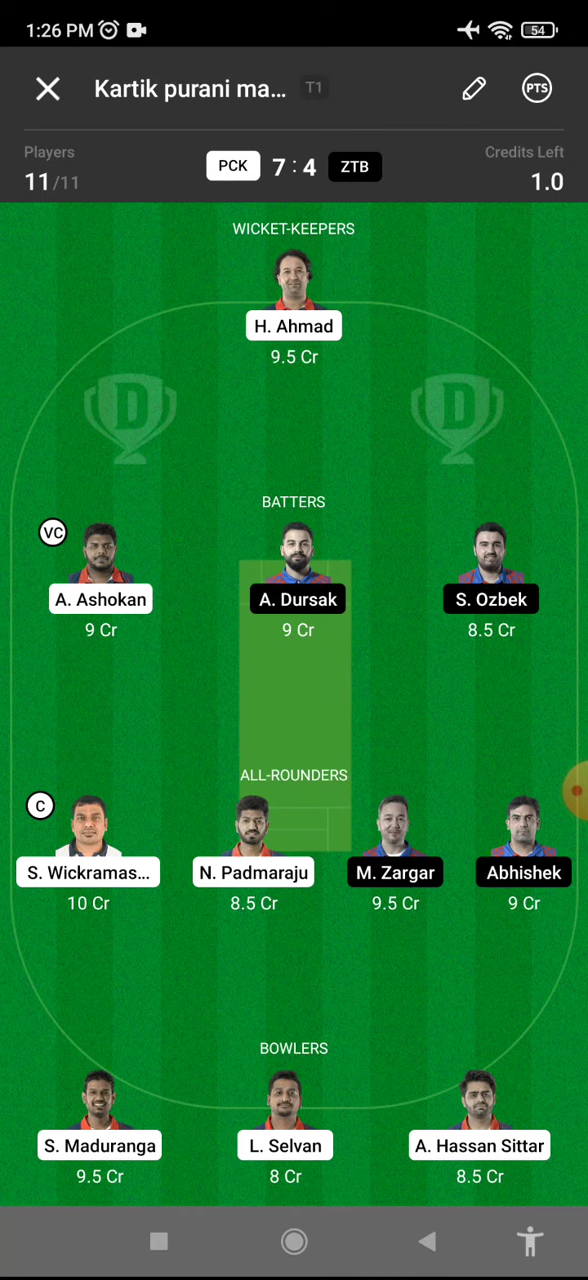 1:26 PM
54
Kartik purani ma... T1
PTS
Players
Credits Left
11/11
PCK 7 : 4 ZTB
1.0
WICKET-KEEPERS
H. Ahmad
9.5 Cr
D D
BATTERS
VC
A. Ashokan A. Dursak S. Ozbek
9 Cr 9 Cr 8.5 Cr
ALL-ROUNDERS
C
S. Wickramas... N. Padmaraju M. Zargar Abhishek
10 Cr 8.5 Cr 9.5 Cr 9 Cr
BOWLERS
S. Maduranga L. Selvan A. Hassan Sittar
9.5 Cr 8 Cr 8.5 Cr